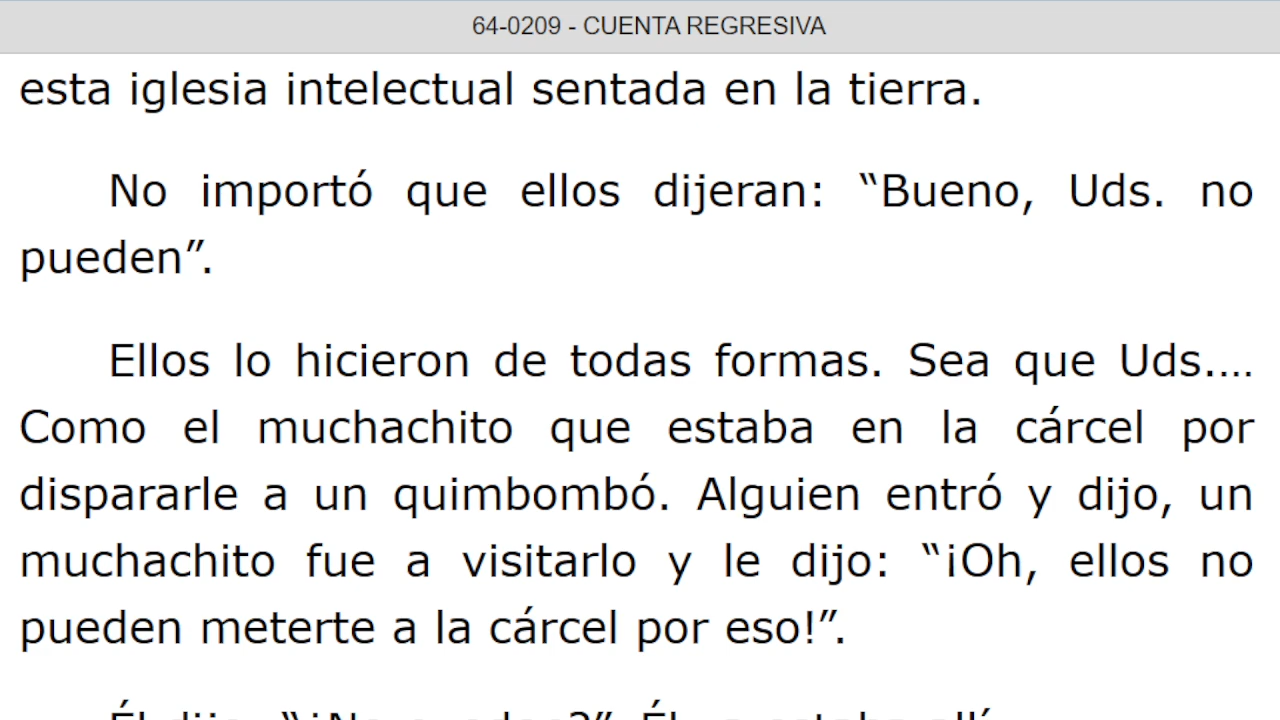 64-0209 - CUENTA REGRESIVA
esta iglesia intelectual sentada en la tierra.
No importó que ellos dijeran: “Bueno, Uds. no
pueden”.
Ellos lo hicieron de todas formas. Sea que Uds.…
Como el muchachito que estaba en la cárcel por
dispararle a un quimbombó. Alguien entró y dijo, un
muchachito fue a visitarlo y le dijo: “¡Oh, ellos no
pueden meterte a la cárcel por eso!”.